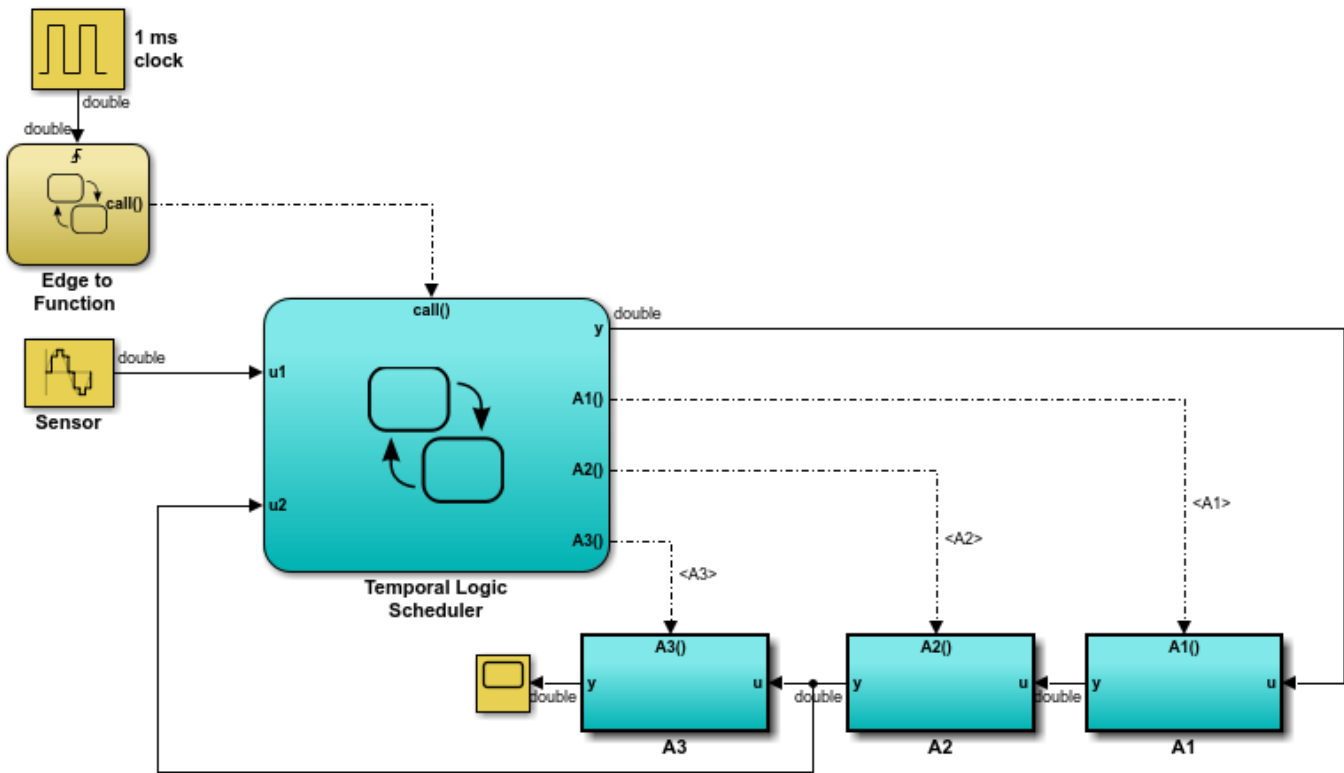 1 ms
clock
double
double
call()
Edge to
Function
call()
y
double
double
u1
Sensor
A1()
A2()
u2
<A1>
A3()
<A2>
<A3>
Temporal Logic
Scheduler
A3()
A2()
A1()
y
u
y
u
y
u
double
double
double
A3
A2
A1